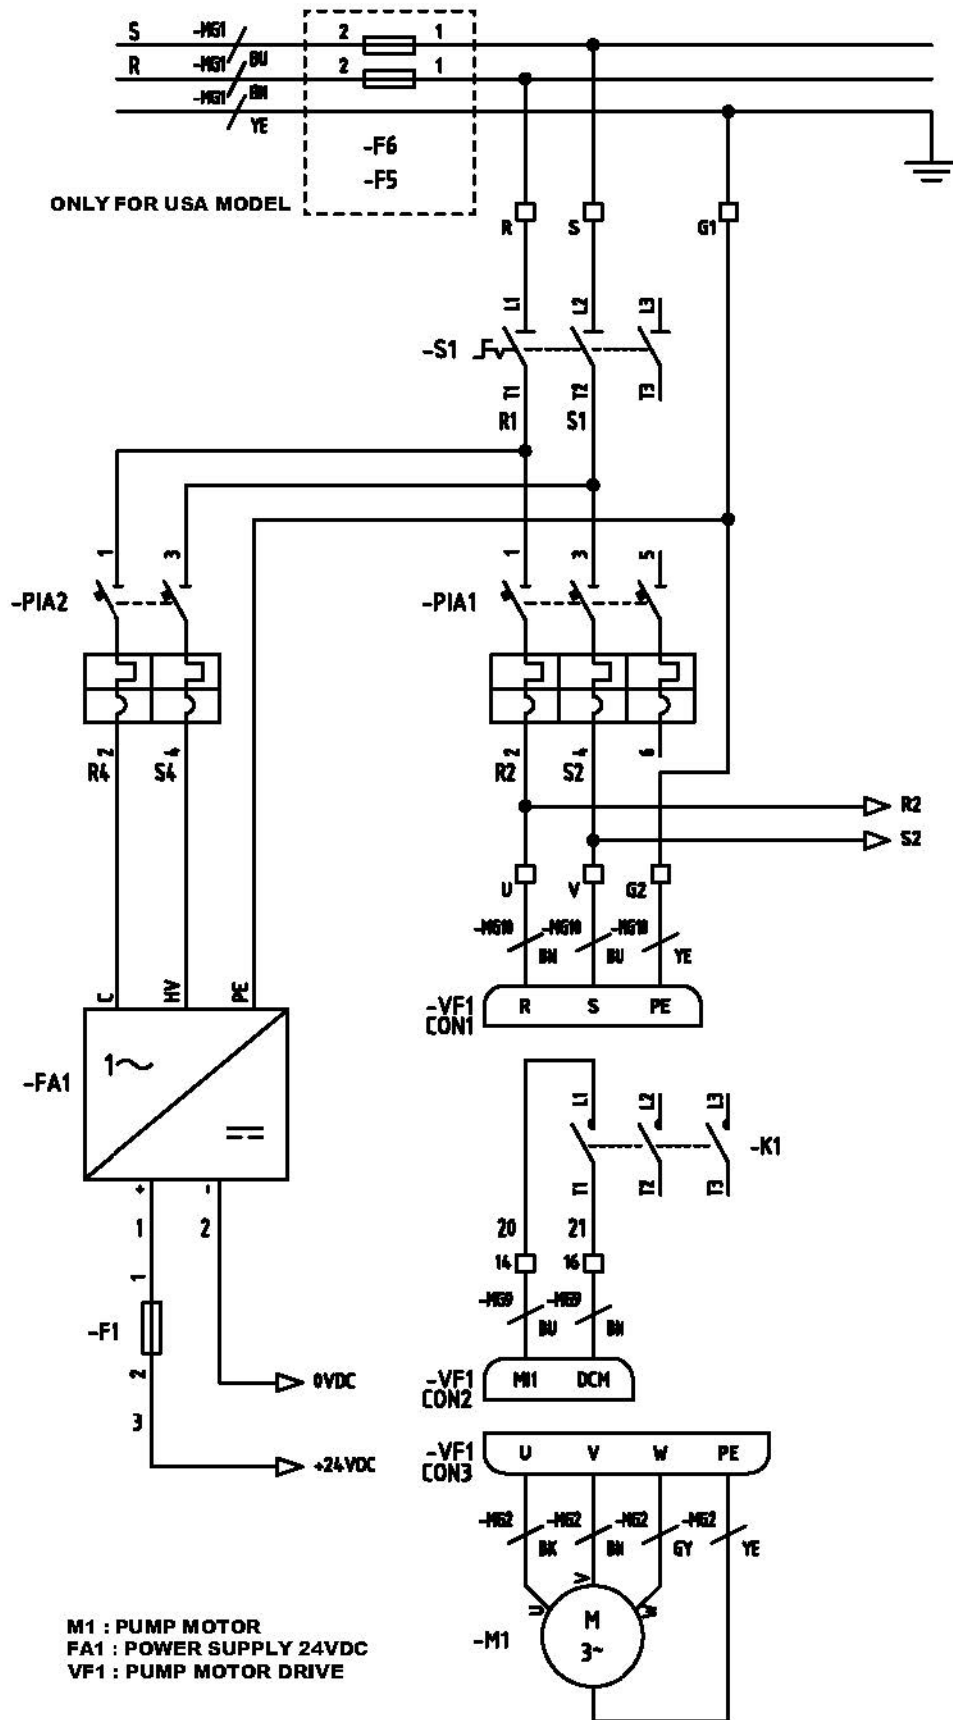 S -MG1 2 1
BU
R -MG1 2 1
BN
-MG1
YE
-F6
-F5
ONLY FOR USA MODEL
R S G1
L1 L2 L3
-S1
T1 T2 T3
R1 S1
1 3 1 3 5
-PIA2 -PIA1
2 4 2 4 6
R4 S4 R2 S2
R2
S2
U V G2
-MG10 -MG10 -MG10
BN BU YE
C HV PE
-VF1 R S PE
CON1
1~
-FA1
L1 L2 L3
-K1
T1 T2 T3
+ -
1 2 20 21
14 16
1
-MG9 -MG9
-F1 BU BN
2
0VDC
-VF1 MI1 DCM
CON2
3
+24VDC
-VF1 U V W PE
CON3
-MG2 -MG2 -MG2 -MG2
BK BN GY YE
U V W
-M1 M
3~
M1 : PUMP MOTOR
FA1 : POWER SUPPLY 24VDC
VF1 : PUMP MOTOR DRIVE